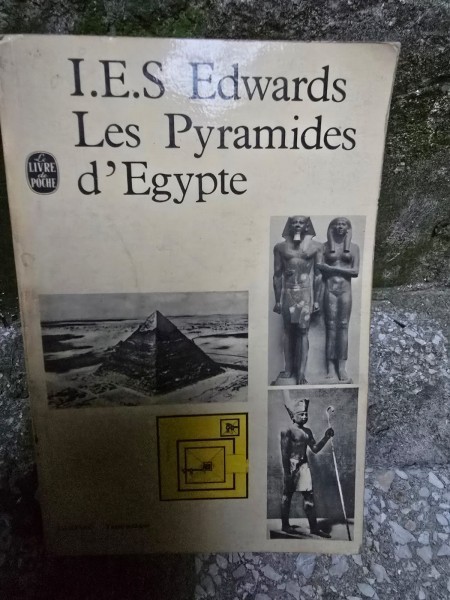 I.E.S Edwards
Les Pyramides
d'Egypte
Le
LIVRE
de
POCHE